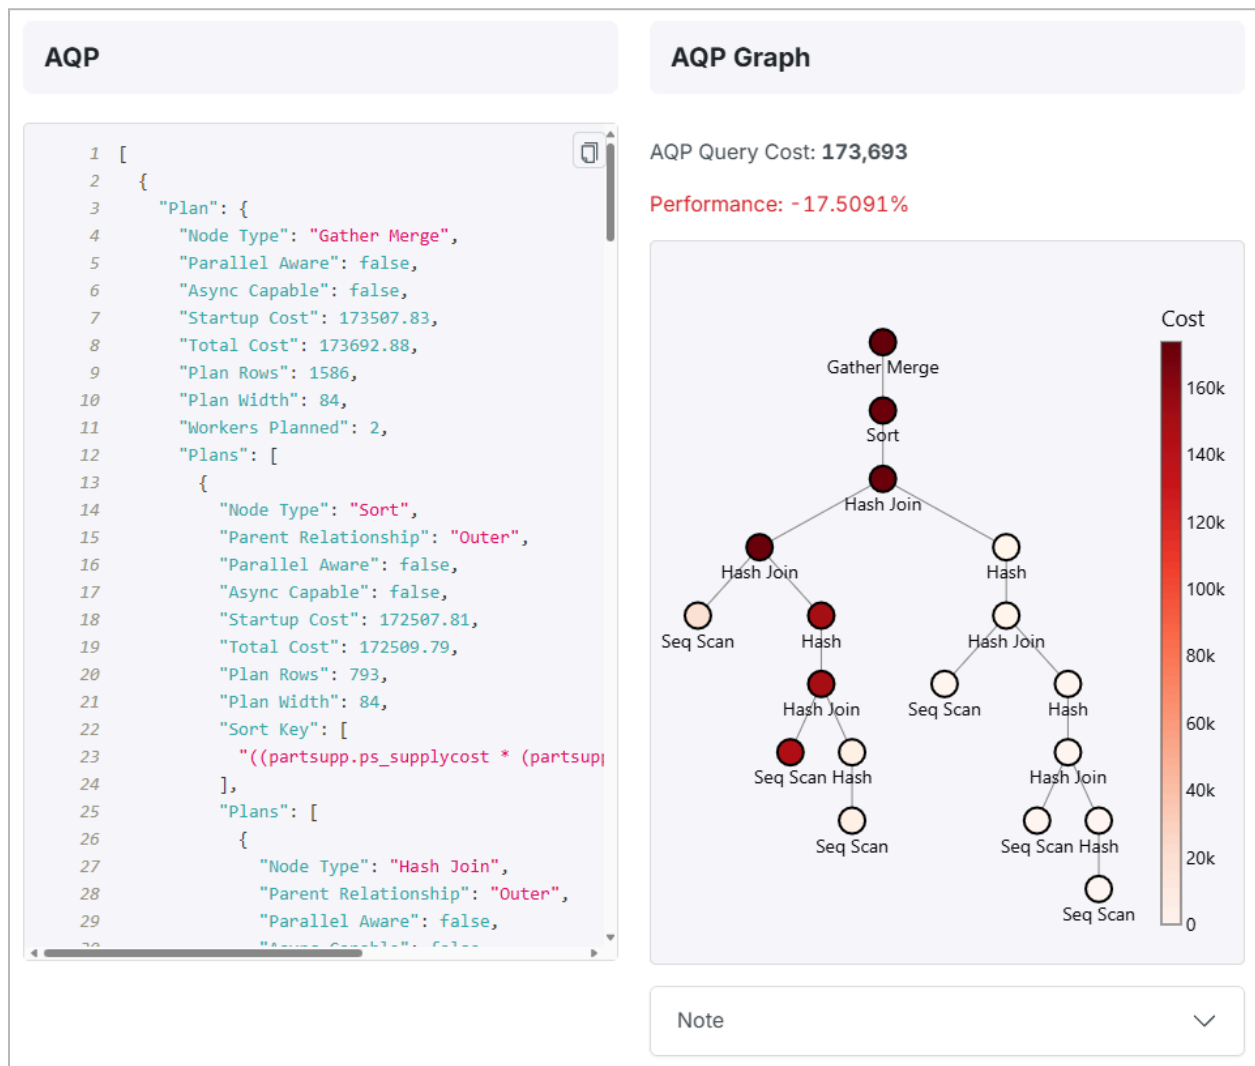 AQP
1 [
2 {
3 "Plan": {
4 "Node Type": "Gather Merge",
5 "Parallel Aware": false,
6 "Async Capable": false,
7 "Startup Cost": 173507.83,
8 "Total Cost": 173692.88,
9 "Plan Rows": 1586,
10 "Plan Width": 84,
11 "Workers Planned": 2,
12 "Plans": [
13 {
14 "Node Type": "Sort",
15 "Parent Relationship": "Outer",
16 "Parallel Aware": false,
17 "Async Capable": false,
18 "Startup Cost": 172507.81,
19 "Total Cost": 172509.79,
20 "Plan Rows": 793,
21 "Plan Width": 84,
22 "Sort Key": [
23 "((partsupp.ps_supplycost * (partsupp
24 ],
25 "Plans": [
26 {
27 "Node Type": "Hash Join",
28 "Parent Relationship": "Outer",
29 "Parallel Aware": false,
AQP Graph
AQP Query Cost: 173,693
Performance: -17.5091%
Cost
160k
140k
120k
100k
80k
60k
40k
20k
0
Gather Merge
Sort
Hash Join
Hash Join
Hash
Seq Scan
Hash
Hash Join
Hash Join
Seq Scan
Hash
Seq Scan
Hash
Hash Join
Seq Scan
Seq Scan
Hash
Seq Scan
Note